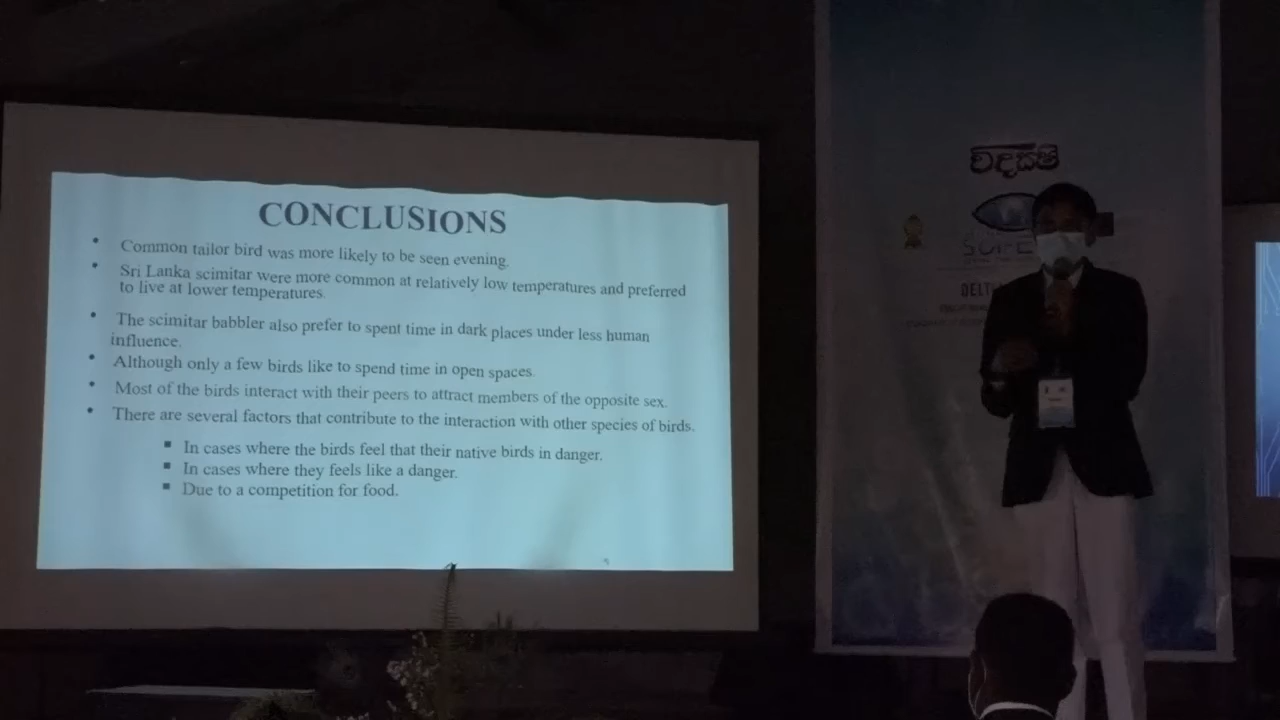 CONCLUSIONS
• Common tailor bird was more likely to be seen evening.
• Sri Lanka scimitar were more common at relatively low temperatures and preferred
to live at lower temperatures.
• The scimitar babbler also prefer to spent time in dark places under less human
influence.
• Although only a few birds like to spend time in open spaces.
• Most of the birds interact with their peers to attract members of the opposite sex.
• There are several factors that contribute to the interaction with other species of birds.
▪ In cases where the birds feel that their native birds in danger.
▪ In cases where they feels like a danger.
▪ Due to a competition for food.
විදක්ෂ